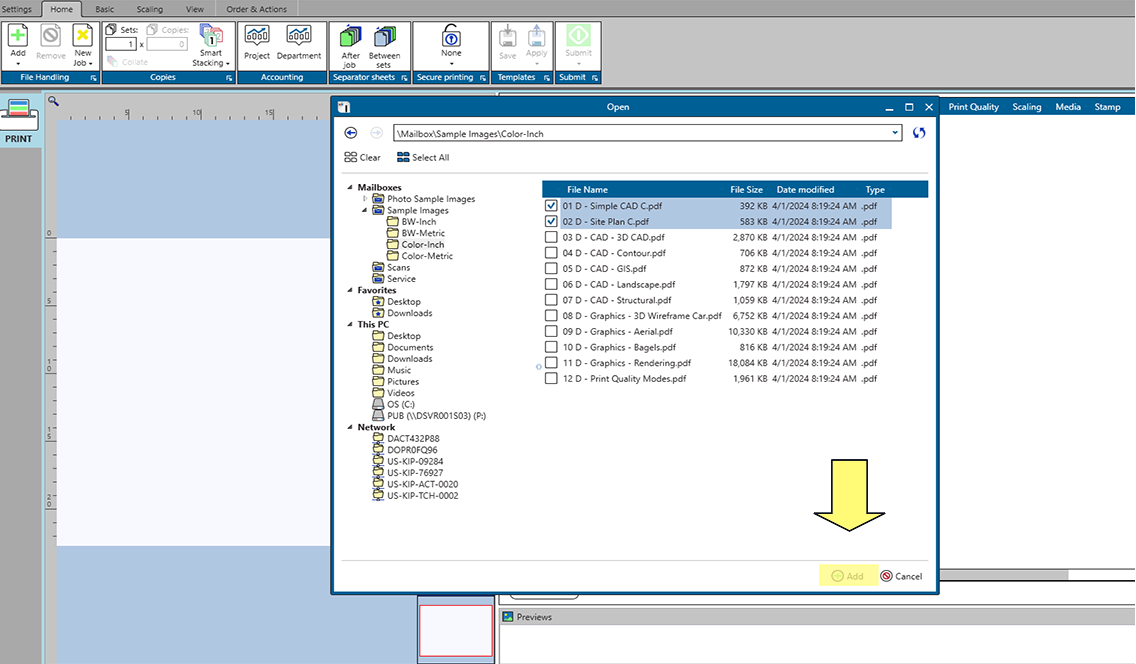 Settings Home Basic Scaling View Order & Actions
Sets: Copies:
1 x 0
Collate
Add Remove New Job Smart Stacking 1
Project Department
After job Between sets
None
Save Apply
Submit
File Handling Copies Accounting Separator sheets Secure printing Templates Submit
PRINT
5 10 15
0
5
10
15
20
Open
Print Quality Scaling Media Stamp
\Mailbox\Sample Images\Color-Inch
Clear Select All
Mailboxes
Photo Sample Images
Sample Images
BW-Inch
BW-Metric
Color-Inch
Color-Metric
Scans
Service
Favorites
Desktop
Downloads
This PC
Desktop
Documents
Downloads
Music
Pictures
Videos
OS (C:)
PUB (\\DSVR001S03) (P:)
Network
DACT432P88
DOPR0FQ96
US-KIP-09284
US-KIP-76927
US-KIP-ACT-0020
US-KIP-TCH-0002
File Name File Size Date modified Type
01 D - Simple CAD C.pdf 392 KB 4/1/2024 8:19:24 AM .pdf
02 D - Site Plan C.pdf 583 KB 4/1/2024 8:19:24 AM .pdf
03 D - CAD - 3D CAD.pdf 2,870 KB 4/1/2024 8:19:24 AM .pdf
04 D - CAD - Contour.pdf 706 KB 4/1/2024 8:19:24 AM .pdf
05 D - CAD - GIS.pdf 872 KB 4/1/2024 8:19:24 AM .pdf
06 D - CAD - Landscape.pdf 1,797 KB 4/1/2024 8:19:24 AM .pdf
07 D - CAD - Structural.pdf 1,059 KB 4/1/2024 8:19:24 AM .pdf
08 D - Graphics - 3D Wireframe Car.pdf 6,752 KB 4/1/2024 8:19:24 AM .pdf
09 D - Graphics - Aerial.pdf 10,330 KB 4/1/2024 8:19:24 AM .pdf
10 D - Graphics - Bagels.pdf 816 KB 4/1/2024 8:19:24 AM .pdf
11 D - Graphics - Rendering.pdf 18,084 KB 4/1/2024 8:19:24 AM .pdf
12 D - Print Quality Modes.pdf 1,961 KB 4/1/2024 8:19:24 AM .pdf
Add Cancel
Previews